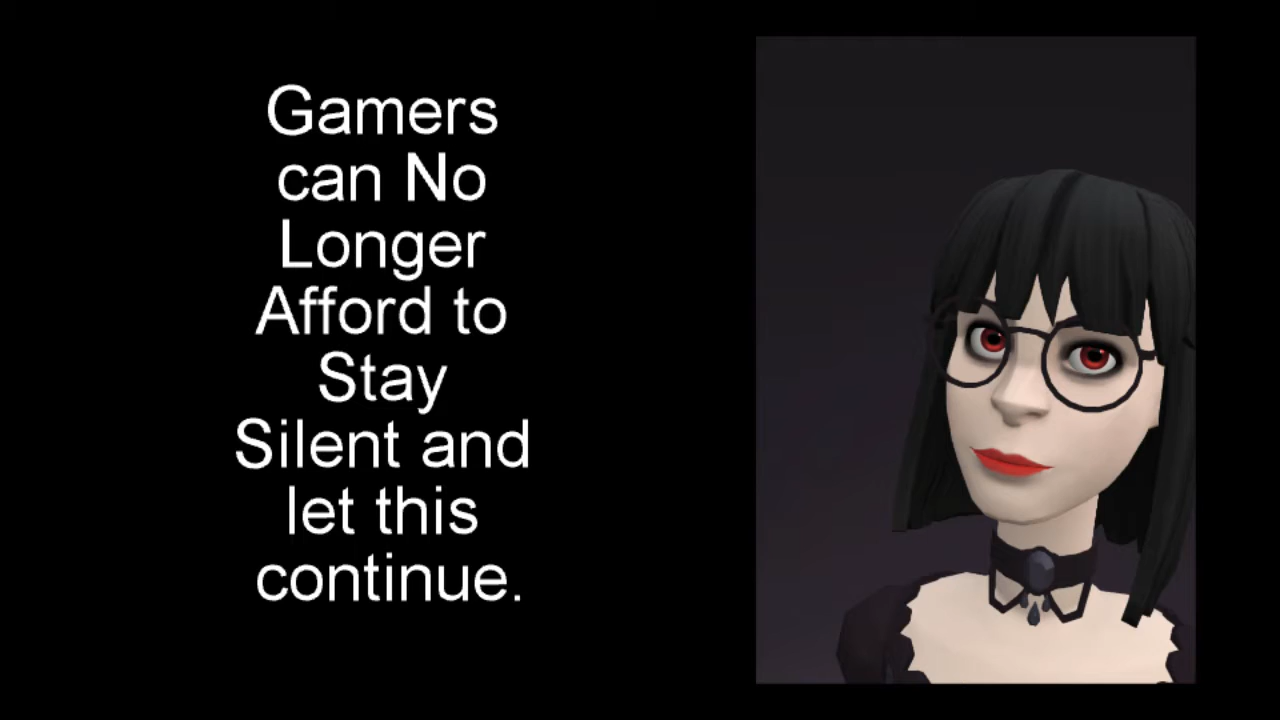 Gamers
can No
Longer
Afford to
Stay
Silent and
let this
continue.